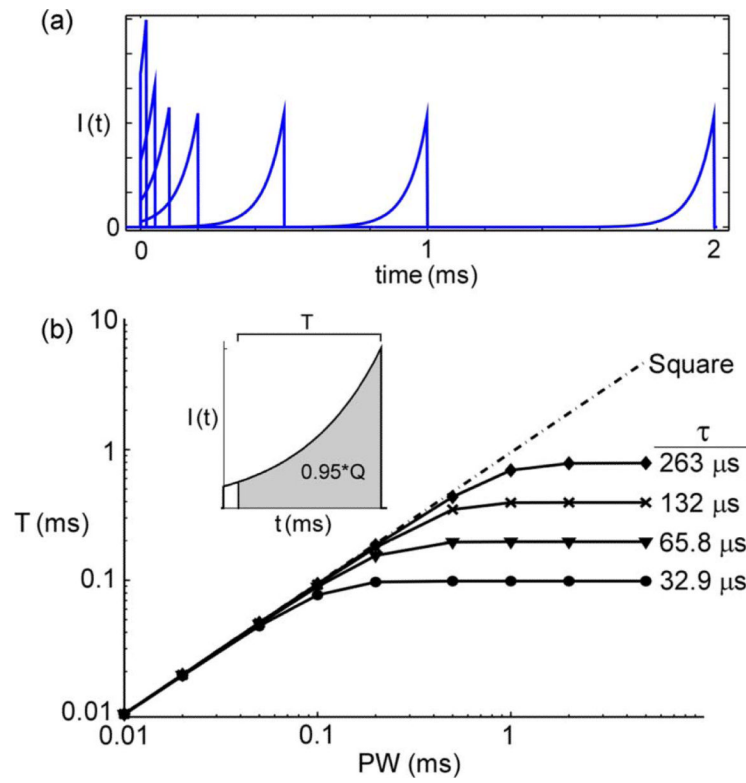 (a)
I(t)
0
0
1
2
time (ms)
(b)
10
T
Square
I(t)
τ
1
0.95*Q
263 μs
t(ms)
132 μs
T (ms)
65.8 μs
0.1
32.9 μs
0.01
0.01
0.1
1
PW (ms)